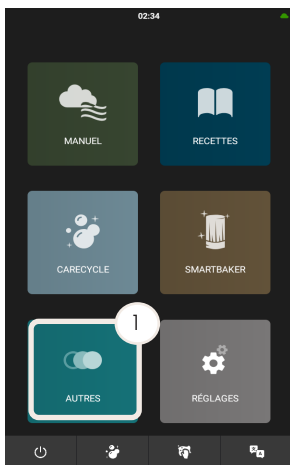 02:34
MANUEL
RECETTES
CARECYCLE
SMARTBAKER
1
AUTRES
RÉGLAGES